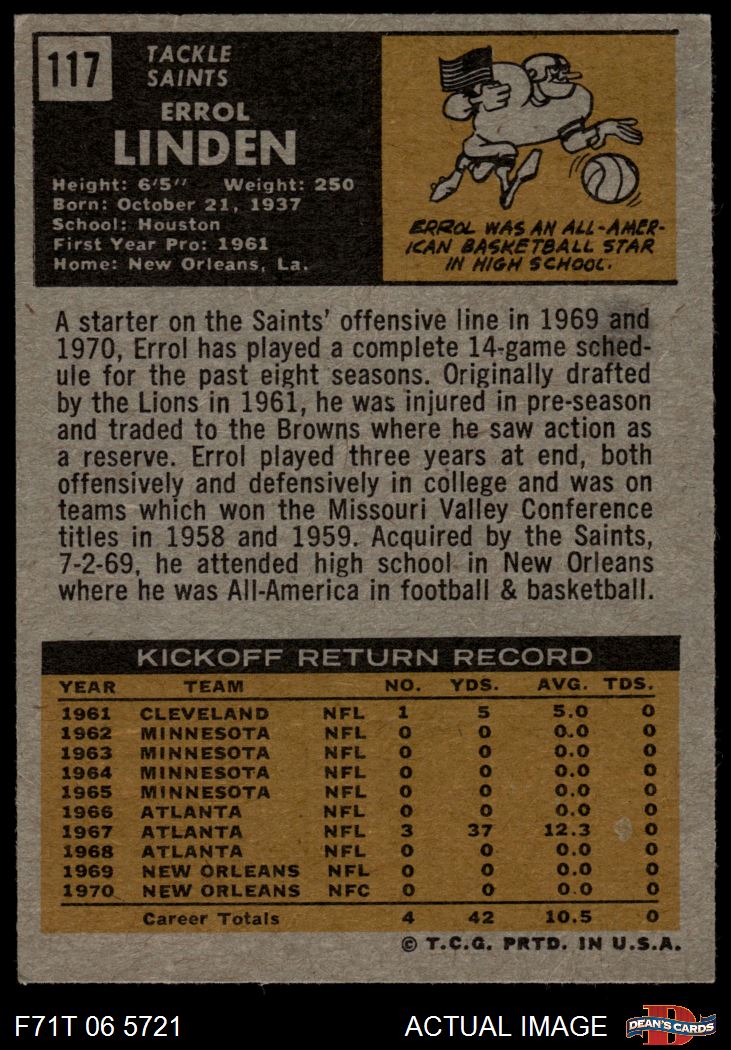 117
TACKLE
SAINTS
ERROL
LINDEN
Height: 6'5" Weight: 250
Born: October 21, 1937
School: Houston
First Year Pro: 1961
Home: New Orleans, La.
ERROL WAS AN ALL-AMER-
ICAN BASKETBALL STAR
IN HIGH SCHOOL.
A starter on the Saints' offensive line in 1969 and
1970, Errol has played a complete 14-game sched-
ule for the past eight seasons. Originally drafted
by the Lions in 1961, he was injured in pre-season
and traded to the Browns where he saw action as
a reserve. Errol played three years at end, both
offensively and defensively in college and was on
teams which won the Missouri Valley Conference
titles in 1958 and 1959. Acquired by the Saints,
7-2-69, he attended high school in New Orleans
where he was All-America in football & basketball.
KICKOFF RETURN RECORD
YEAR TEAM NO. YDS. AVG. TDS.
1961 CLEVELAND NFL 1 5 5.0 0
1962 MINNESOTA NFL 0 0 0.0 0
1963 MINNESOTA NFL 0 0 0.0 0
1964 MINNESOTA NFL 0 0 0.0 0
1965 MINNESOTA NFL 0 0 0.0 0
1966 ATLANTA NFL 0 0 0.0 0
1967 ATLANTA NFL 3 37 12.3 0
1968 ATLANTA NFL 0 0 0.0 0
1969 NEW ORLEANS NFL 0 0 0.0 0
1970 NEW ORLEANS NFC 0 0 0.0 0
Career Totals 4 42 10.5 0
© T.C.G. PRTD. IN U.S.A.
F71T 06 5721 ACTUAL IMAGE
D
DEAN'S CARDS